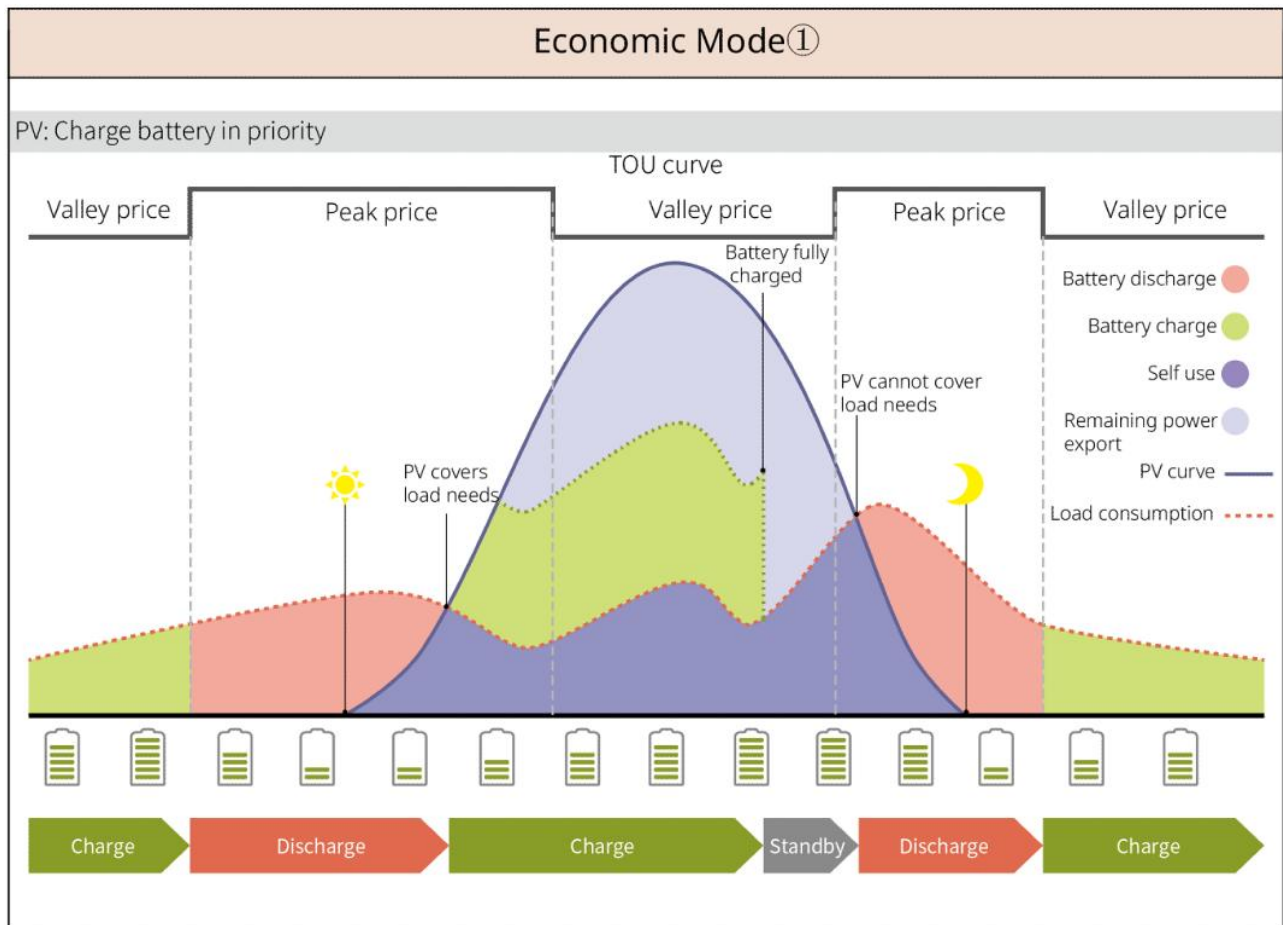 Economic Mode①
PV: Charge battery in priority
TOU curve
Valley price
Peak price
Valley price
Peak price
Valley price
Battery fully
charged
Battery discharge
Battery charge
Self use
Remaining power
export
PV curve
Load consumption
PV cannot cover
load needs
PV covers
load needs
Charge
Discharge
Charge
Standby
Discharge
Charge